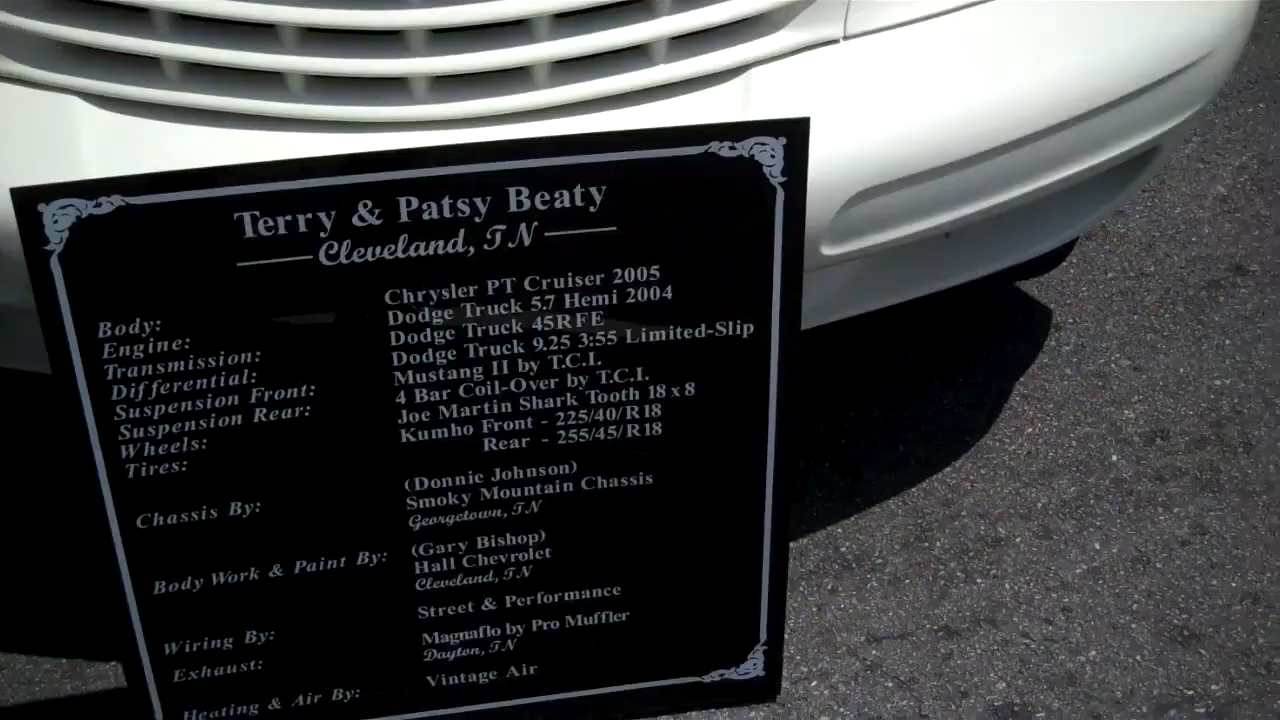 Terry & Patsy Beaty
Cleveland, TN
Body: Chrysler PT Cruiser 2005
Engine: Dodge Truck 5.7 Hemi 2004
Transmission: Dodge Truck 45RFE
Differential: Dodge Truck 9.25 3:55 Limited-Slip
Suspension Front: Mustang II by T.C.I.
Suspension Rear: 4 Bar Coil-Over by T.C.I.
Wheels: Joe Martin Shark Tooth 18 x 8
Tires: Kumho Front - 225/40/R18
Rear - 255/45/R18
(Donnie Johnson)
Chassis By: Smoky Mountain Chassis
Georgetown, TN
(Gary Bishop)
Body Work & Paint By: Hall Chevrolet
Cleveland, TN
Wiring By: Street & Performance
Exhaust: Magnaflo by Pro Muffler
Dayton, TN
Heating & Air By: Vintage Air